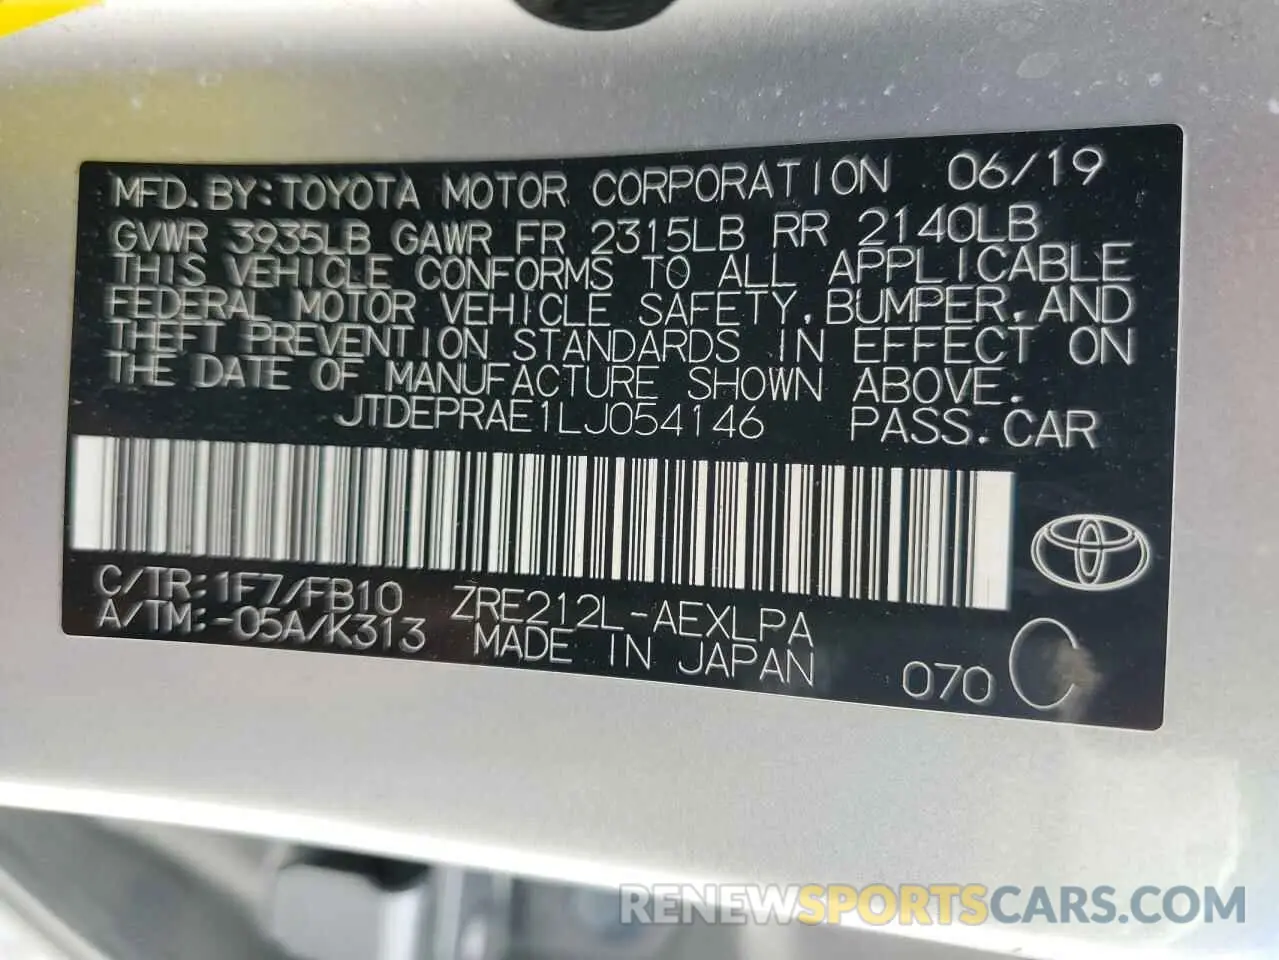 MFD. BY: TOYOTA MOTOR CORPORATION 06/19
GVWR 3935LB GAWR FR 2315LB RR 2140LB
THIS VEHICLE CONFORMS TO ALL APPLICABLE
FEDERAL MOTOR VEHICLE SAFETY, BUMPER, AND
THEFT PREVENTION STANDARDS IN EFFECT ON
THE DATE OF MANUFACTURE SHOWN ABOVE.
JTDEPRAE1LJ054146 PASS. CAR
C/TR: 1F7/FB10 ZRE212L-AEXLPA
A/TM: -05A/K313 MADE IN JAPAN
070 C
RENEWSPORTSCARS.COM